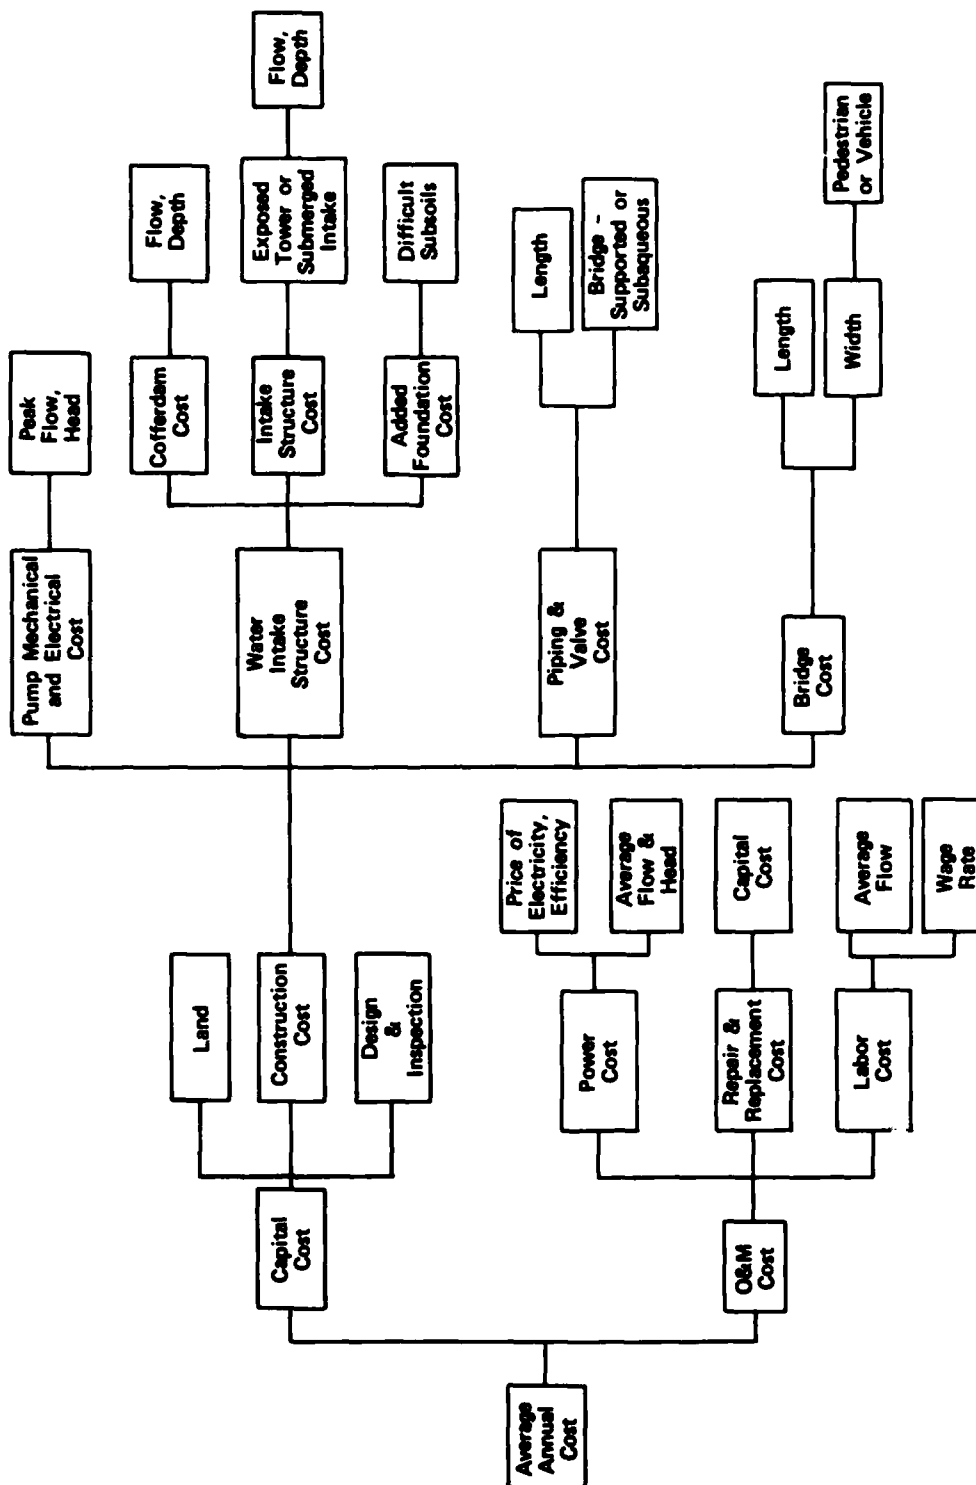 Average
Annual
Cost
Capital
Cost
O&M
Cost
Land
Construction
Cost
Design
&
Inspection
Power
Cost
Repair &
Replacement
Cost
Labor
Cost
Price of
Electricity,
Efficiency
Average
Flow &
Head
Capital
Cost
Average
Flow
Wage
Rate
Pump Mechanical
and Electrical
Cost
Water
Intake
Structure
Cost
Piping &
Valve
Cost
Bridge
Cost
Peak
Flow,
Head
Cofferdam
Cost
Intake
Structure
Cost
Added
Foundation
Cost
Flow,
Depth
Exposed
Tower or
Submerged
Intake
Difficult
Subsoils
Flow,
Depth
Length
Bridge -
Supported or
Subaqueous
Length
Width
Pedestrian
or Vehicle